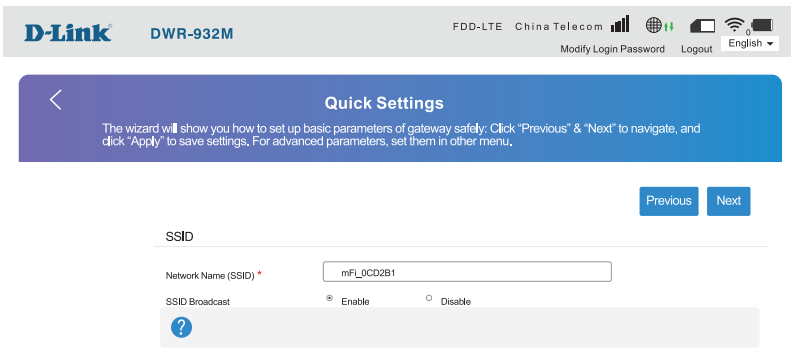 D-Link DWR-932M
FDD-LTE China Telecom 0
Modify Login Password Logout English
Quick Settings
The wizard will show you how to set up basic parameters of gateway safely: Click “Previous” & “Next” to navigate, and
click “Apply” to save settings. For advanced parameters, set them in other menu.
Previous Next
SSID
Network Name (SSID) * mFi_0CD2B1
SSID Broadcast Enable Disable
?